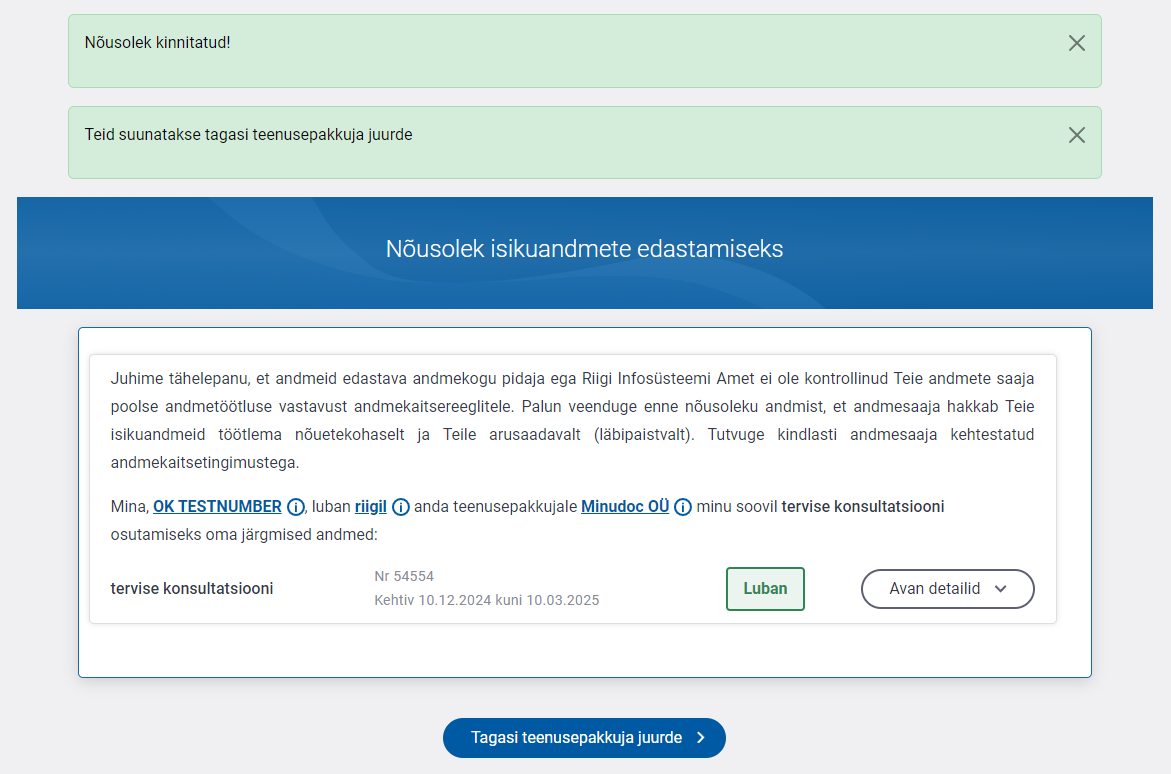 Nõusolek kinnitatud!
Teid suunatakse tagasi teenusepakkuja juurde
Nõusolek isikuandmete edastamiseks
Juhime tähelepanu, et andmeid edastava andmekogu pidaja ega Riigi Infosüsteemi Amet ei ole kontrollinud Teie andmete saaja
poolse andmetöötluse vastavust andmekaitsereeglitele. Palun veenduge enne nõusoleku andmist, et andmesaaja hakkab Teie
isikuandmeid töötlema nõuetekohaselt ja Teile arusaadavalt (läbipaistvalt). Tutvuge kindlasti andmesaaja kehtestatud
andmekaitsetingimustega.
Mina, OK TESTNUMBER i, luban riigil i anda teenusepakkujale Minudoc OÜ i minu soovil tervise konsultatsiooni
osutamiseks oma järgmised andmed:
tervise konsultatsiooni
Nr 54554
Kehtiv 10.12.2024 kuni 10.03.2025
Luban
Avan detailid
Tagasi teenusepakkuja juurde